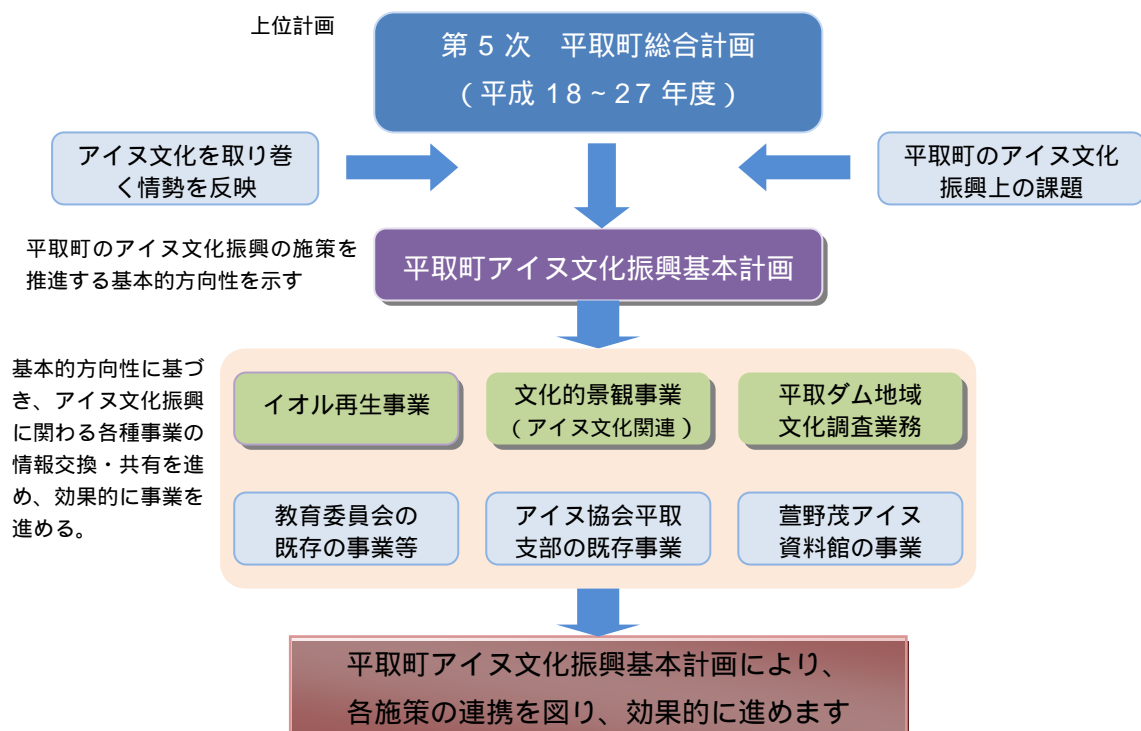 上位計画
第5次 平取町総合計画
(平成18~27年度)
アイヌ文化を取り巻
く情勢を反映
平取町のアイヌ文化
振興上の課題
平取町のアイヌ文化振興の施策を
推進する基本的方向性を示す
平取町アイヌ文化振興基本計画
基本的方向性に基づ
き、アイヌ文化振興
に関わる各種事業の
情報交換・共有を進
め、効果的に事業を
進める。
イオル再生事業
文化的景観事業
(アイヌ文化関連)
平取ダム地域
文化調査業務
教育委員会の
既存の事業等
アイヌ協会平取
支部の既存事業
萱野茂アイヌ
資料館の事業
平取町アイヌ文化振興基本計画により、
各施策の連携を図り、効果的に進めます